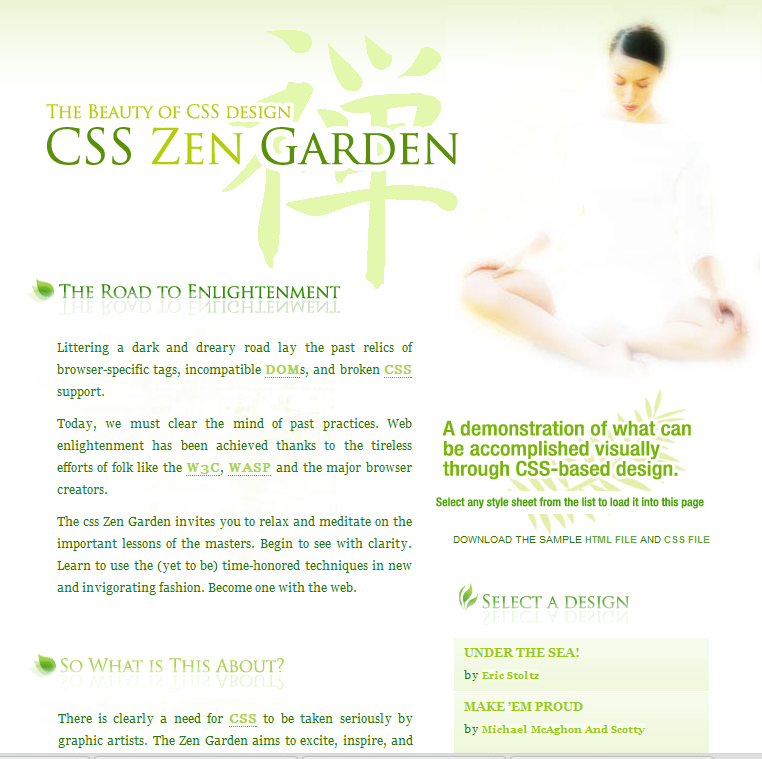 禅
The Beauty of CSS design
CSS Zen Garden
The Road to Enlightenment
Littering a dark and dreary road lay the past relics of
browser-specific tags, incompatible DOMs, and broken CSS
support.
Today, we must clear the mind of past practices. Web
enlightenment has been achieved thanks to the tireless
efforts of folk like the W3C, WASP and the major browser
creators.
The css Zen Garden invites you to relax and meditate on the
important lessons of the masters. Begin to see with clarity.
Learn to use the (yet to be) time-honored techniques in new
and invigorating fashion. Become one with the web.
So What is This About?
There is clearly a need for CSS to be taken seriously by
graphic artists. The Zen Garden aims to excite, inspire, and
A demonstration of what can
be accomplished visually
through CSS-based design.
Select any style sheet from the list to load it into this page
DOWNLOAD THE SAMPLE HTML FILE AND CSS FILE
Select a design
UNDER THE SEA!
by Eric Stoltz
MAKE 'EM PROUD
by Michael McAghon And Scotty